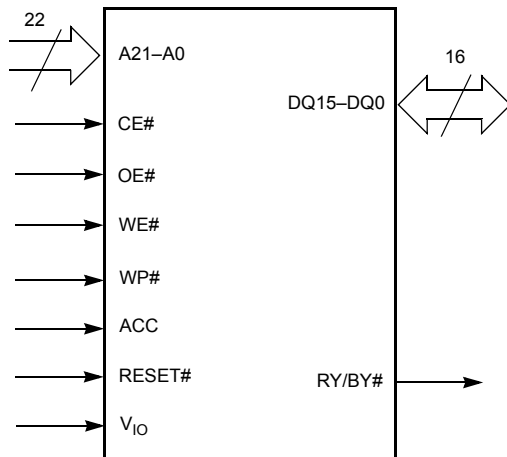 22
A21–A0
16
DQ15–DQ0
CE#
OE#
WE#
WP#
ACC
RESET#
RY/BY#
VIO